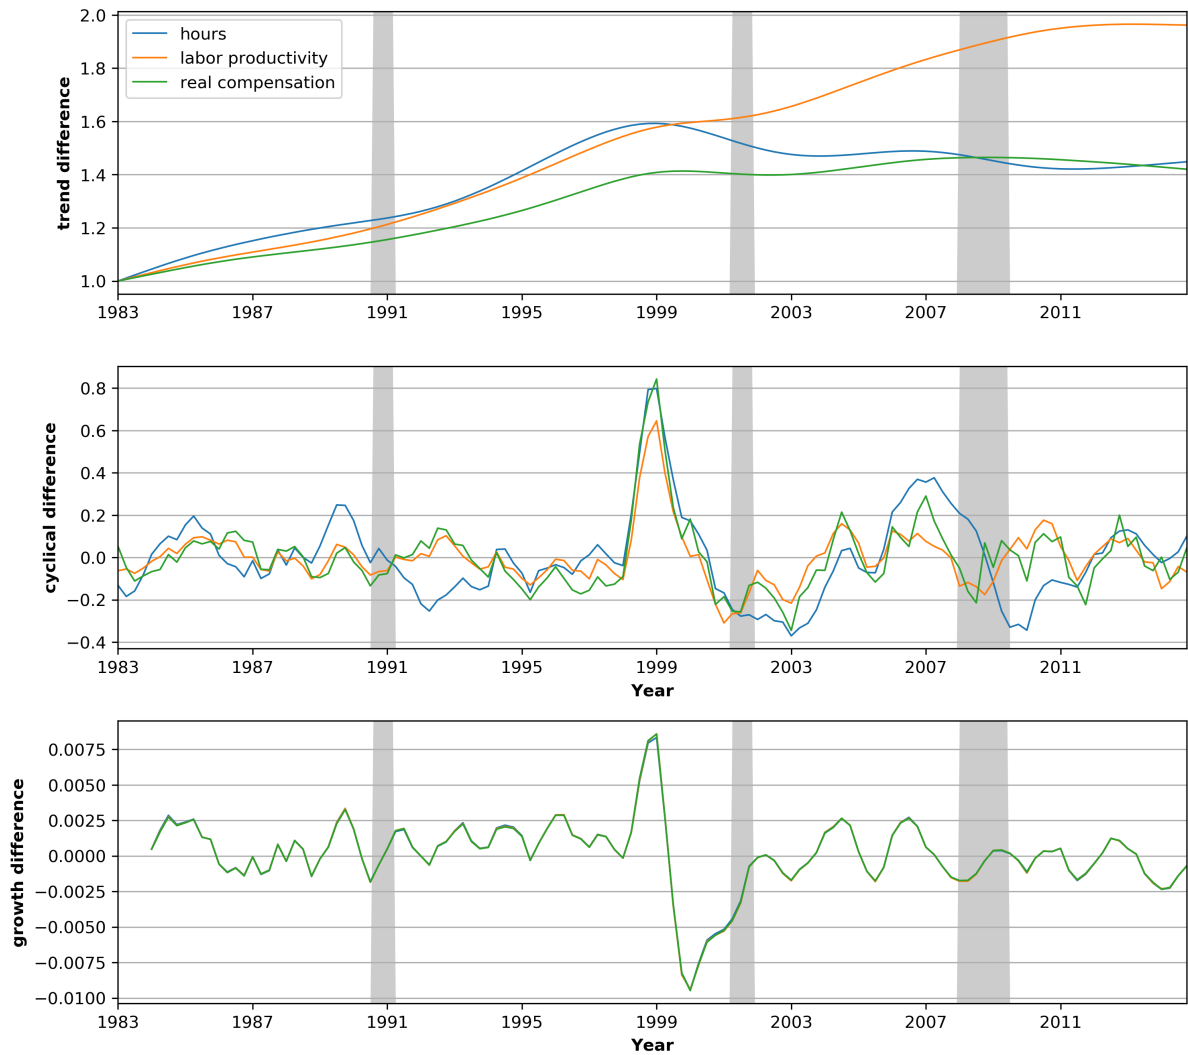 2.0
1.8
1.6
1.4
1.2
1.0
trend difference
hours
labor productivity
real compensation
1983 1987 1991 1995 1999 2003 2007 2011
0.8
0.6
0.4
0.2
0.0
−0.2
−0.4
cyclical difference
1983 1987 1991 1995 1999 2003 2007 2011
Year
0.0075
0.0050
0.0025
0.0000
−0.0025
−0.0050
−0.0075
−0.0100
growth difference
1983 1987 1991 1995 1999 2003 2007 2011
Year